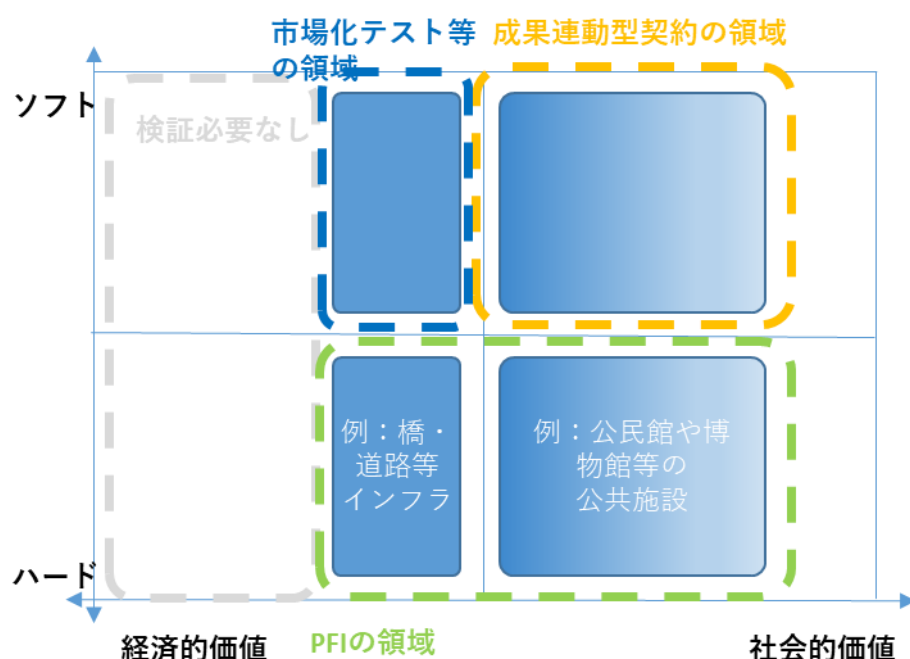 市場化テスト等
の領域
成果連動型契約の領域
ソフト
検証必要なし
例：橋・
道路等
インフラ
例：公民館や博
物館等の
公共施設
ハード
経済的価値
PFIの領域
社会的価値